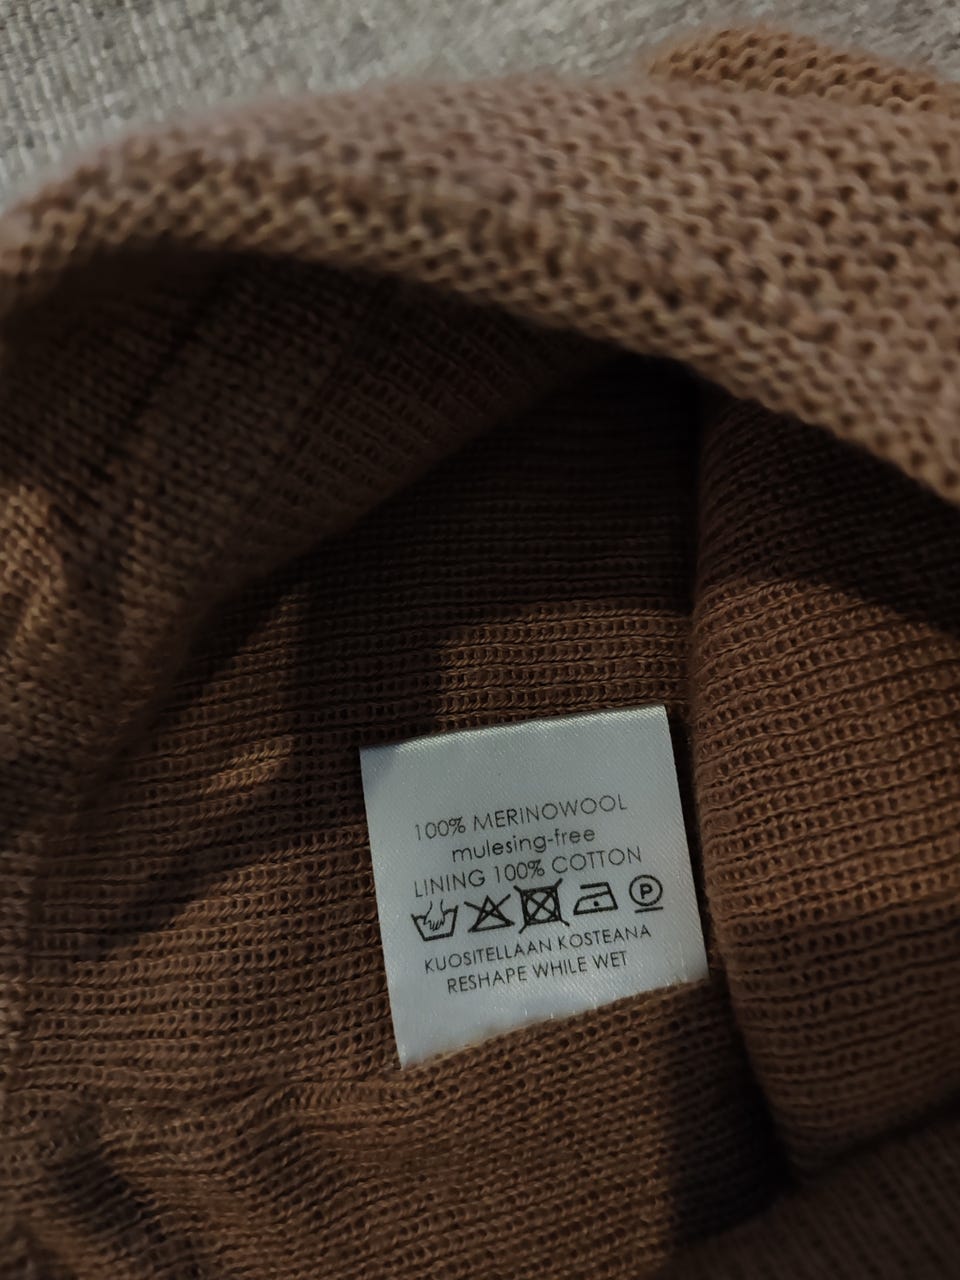 100% MERINOWOOL
mulesing-free
LINING 100% COTTON
P
KUOSITELLAAN KOSTEANA
RESHAPE WHILE WET